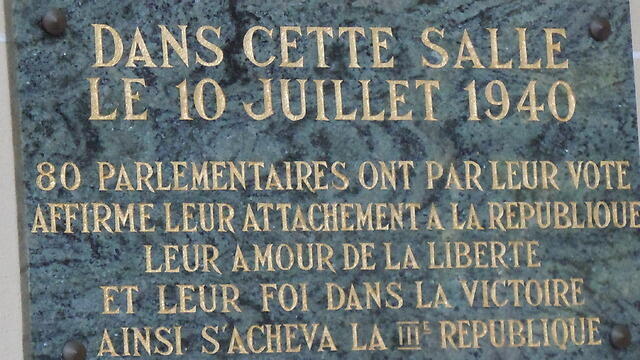 DANS CETTE SALLE
LE 10 JUILLET 1940
80 PARLEMENTAIRES ONT PAR LEUR VOTE
AFFIRME LEUR ATTACHEMENT A LA REPUBLIQUE
LEUR AMOUR DE LA LIBERTE
ET LEUR FOI DANS LA VICTOIRE
AINSI S'ACHEVA LA IIIE REPUBLIQUE